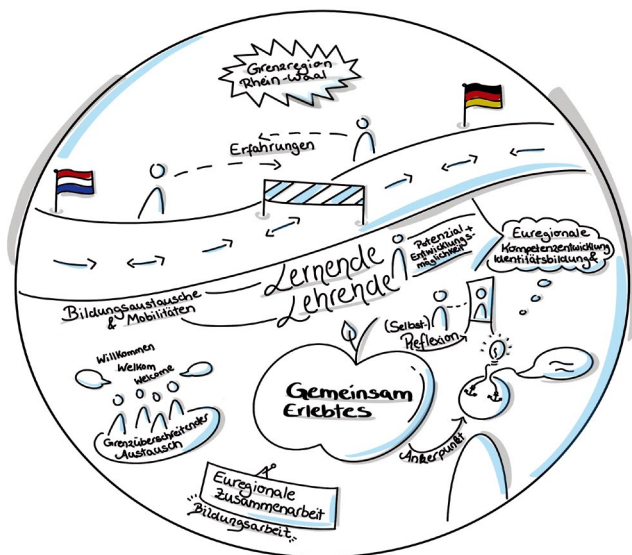 Grenzregion
Rhein-Waal
Erfahrungen
Lernende
Lehrende
Potenzial +
Entwicklungs-
möglichkeit
Euregionale
Kompetenzentwicklung
Identitätsbildung &
Bildungsaustausche
& Mobilitäten
(Selbst-)
Reflexion
Willkommen
Welkom
Welcome
Grenzüberschreitender
Austausch
Gemeinsam
Erlebtes
Ankerpunkt
Euregionale
Zusammenarbeit
Bildungsarbeit